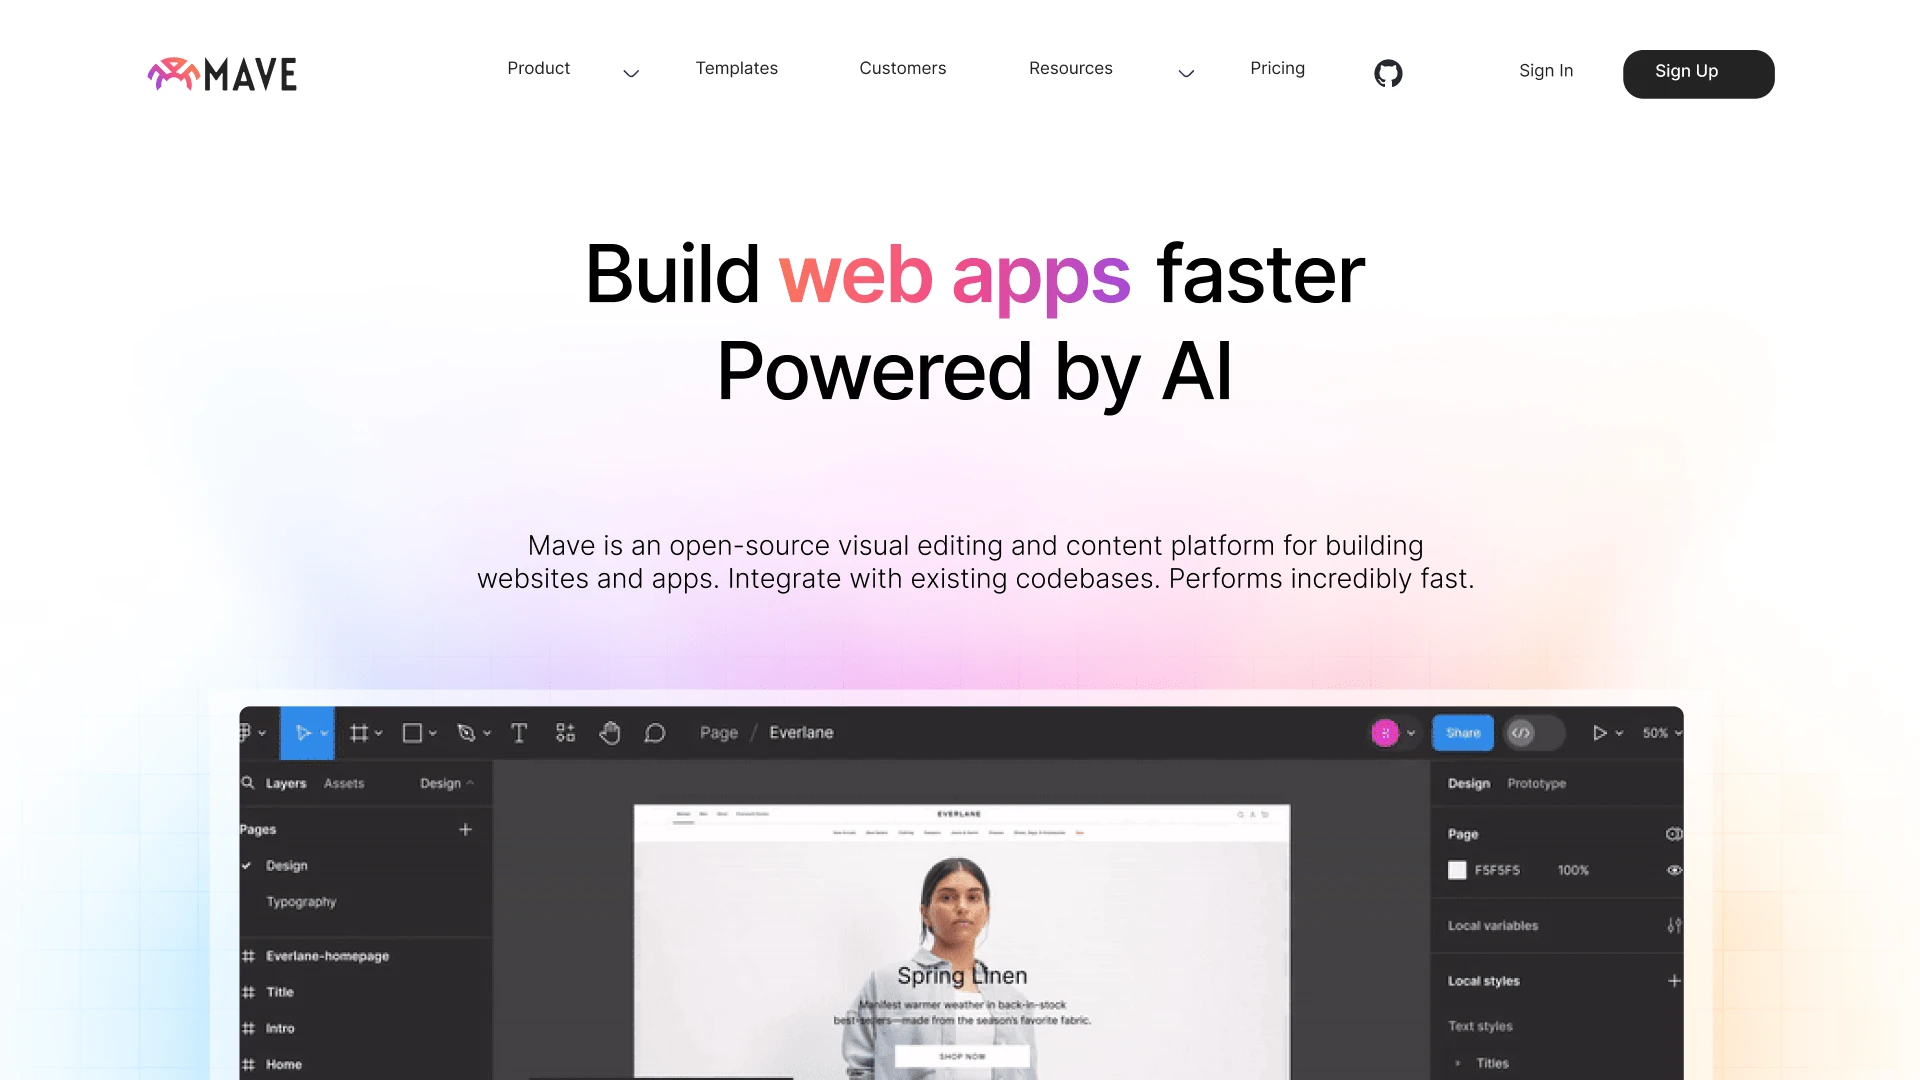 MAVE
Product
Templates
Customers
Resources
Pricing
Sign In
Sign Up
Build web apps faster
Powered by AI
Mave is an open-source visual editing and content platform for building
websites and apps. Integrate with existing codebases. Performs incredibly fast.
Page / Everlane
Share
50%
Layers
Assets
Design
Pages
Design
Typography
Everlane-homepage
Title
Intro
Home
EVERLANE
Spring Linen
Manifest warmer weather in back-in-stock
best-sellers—made from the season's favorite fabric.
SHOP NOW
Design
Prototype
Page
F5F5F5
100%
Local variables
Local styles
Text styles
Titles